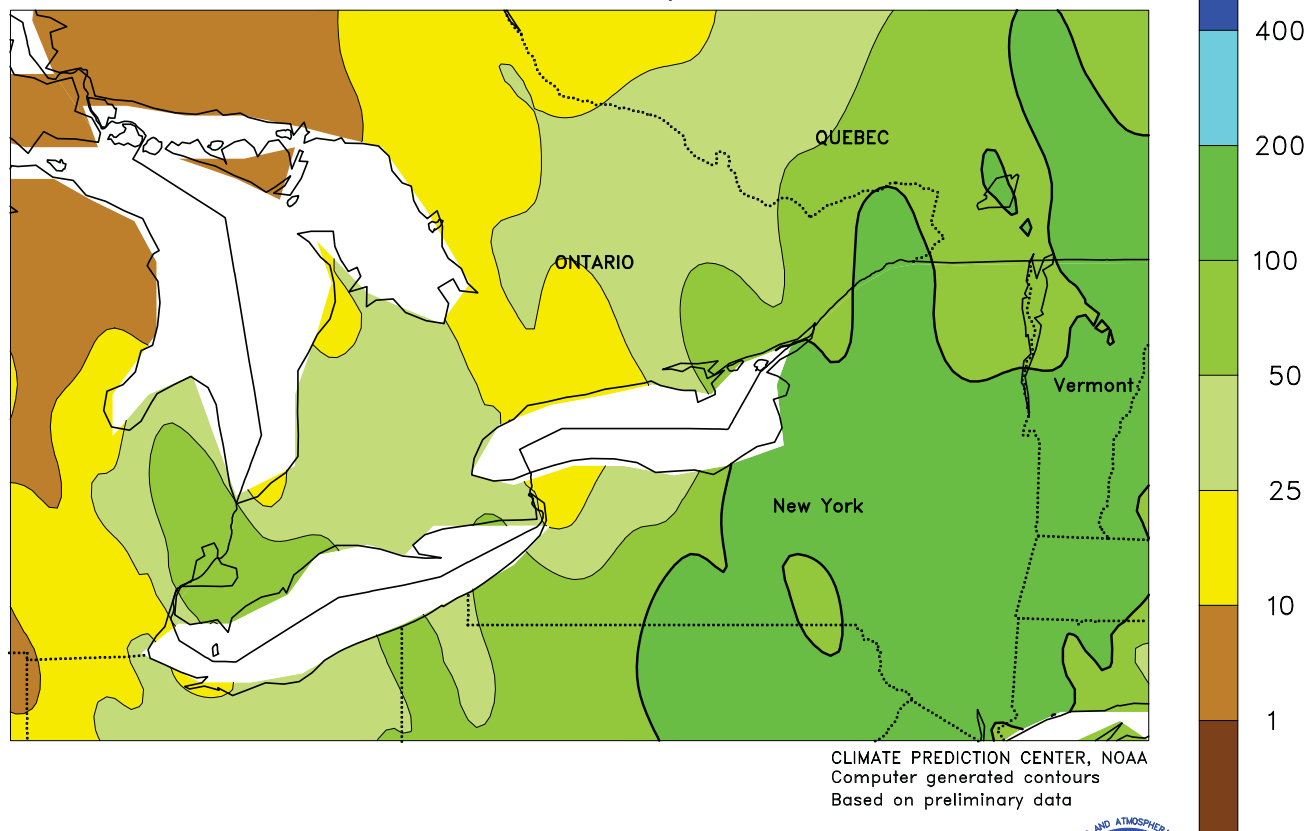 QUEBEC
ONTARIO
Vermont
New York
400
200
100
50
25
10
1
CLIMATE PREDICTION CENTER, NOAA
Computer generated contours
Based on preliminary data
AND